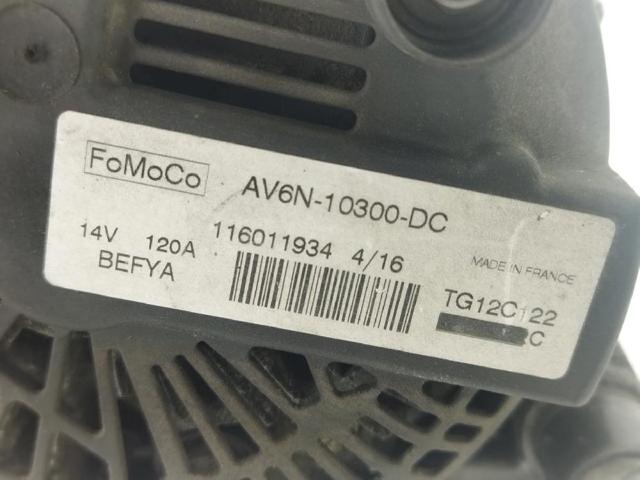 FoMoCo AV6N-10300-DC
14V 120A 116011934 4/16 MADE IN FRANCE
BEFYA TG12C122
C